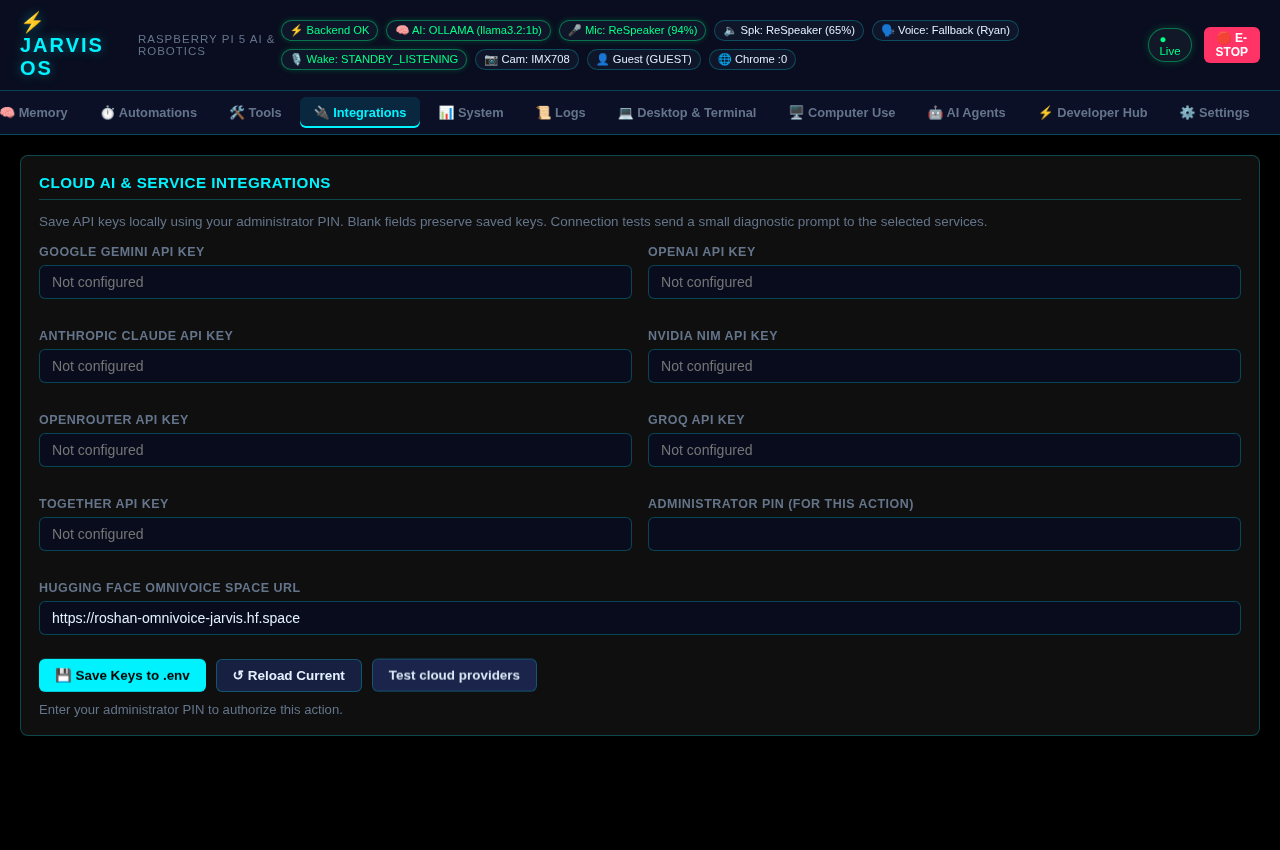 ⚡ JARVIS OS
RASPBERRY PI 5 AI & ROBOTICS
⚡ Backend OK
🧠 AI: OLLAMA (llama3.2:1b)
🎤 Mic: ReSpeaker (94%)
🔈 Spk: ReSpeaker (65%)
🗣️ Voice: Fallback (Ryan)
🎙️ Wake: STANDBY_LISTENING
📷 Cam: IMX708
👤 Guest (GUEST)
🌐 Chrome :0
● Live
🛑 E-STOP
🧠 Memory
⏱️ Automations
🛠️ Tools
🔌 Integrations
📊 System
📜 Logs
💻 Desktop & Terminal
🖥️ Computer Use
🤖 AI Agents
⚡ Developer Hub
⚙️ Settings
CLOUD AI & SERVICE INTEGRATIONS
Save API keys locally using your administrator PIN. Blank fields preserve saved keys. Connection tests send a small diagnostic prompt to the selected services.
GOOGLE GEMINI API KEY
Not configured
OPENAI API KEY
Not configured
ANTHROPIC CLAUDE API KEY
Not configured
NVIDIA NIM API KEY
Not configured
OPENROUTER API KEY
Not configured
GROQ API KEY
Not configured
TOGETHER API KEY
Not configured
ADMINISTRATOR PIN (FOR THIS ACTION)
HUGGING FACE OMNIVOICE SPACE URL
https://roshan-omnivoice-jarvis.hf.space
💾 Save Keys to .env
↺ Reload Current
Test cloud providers
Enter your administrator PIN to authorize this action.